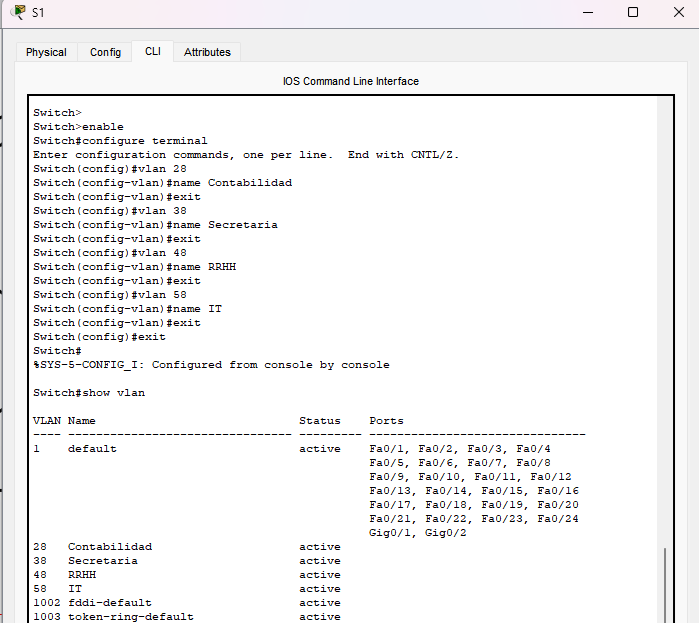 S1
Physical Config CLI Attributes
IOS Command Line Interface
Switch>
Switch>enable
Switch#configure terminal
Enter configuration commands, one per line.  End with CNTL/Z.
Switch(config)#vlan 28
Switch(config-vlan)#name Contabilidad
Switch(config-vlan)#exit
Switch(config)#vlan 38
Switch(config-vlan)#name Secretaria
Switch(config-vlan)#exit
Switch(config)#vlan 48
Switch(config-vlan)#name RRHH
Switch(config-vlan)#exit
Switch(config)#vlan 58
Switch(config-vlan)#name IT
Switch(config-vlan)#exit
Switch(config)#exit
Switch#
%SYS-5-CONFIG_I: Configured from console by console
Switch#show vlan
VLAN Name                             Status    Ports
---- -------------------------------- --------- -------------------------------
1    default                          active    Fa0/1, Fa0/2, Fa0/3, Fa0/4
                                                Fa0/5, Fa0/6, Fa0/7, Fa0/8
                                                Fa0/9, Fa0/10, Fa0/11, Fa0/12
                                                Fa0/13, Fa0/14, Fa0/15, Fa0/16
                                                Fa0/17, Fa0/18, Fa0/19, Fa0/20
                                                Fa0/21, Fa0/22, Fa0/23, Fa0/24
                                                Gig0/1, Gig0/2
28   Contabilidad                     active
38   Secretaria                       active
48   RRHH                             active
58   IT                               active
1002 fddi-default                     active
1003 token-ring-default               active